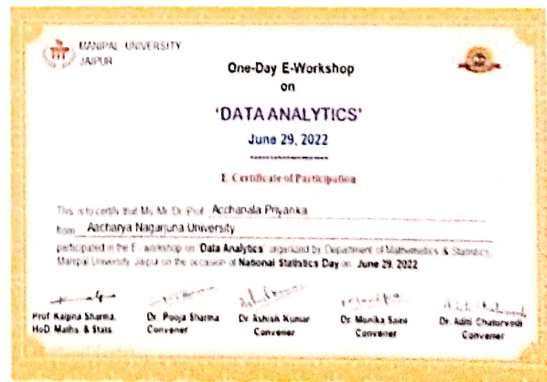 MANIPAL UNIVERSITY
JAIPUR
One-Day E-Workshop
on
'DATA ANALYTICS'
June 29, 2022
E Certificate of Participation
This is to certify that Ms. Mr. Dr. Prof. Acchanala Priyanka
from Aacharya Nagarjuna University
participated in the E- workshop on 'Data Analytics' organized by Department of Mathematics & Statistics,
Manipal University Jaipur on the occasion of National Statistics Day on June 29, 2022
Prof. Kalpna Sharma,
HoD, Maths. & Stats.
Dr. Pooja Sharma
Convener
Dr. Ashish Kumar
Convener
Dr. Monika Saini
Convener
Dr. Aditi Chaturvedi
Convener